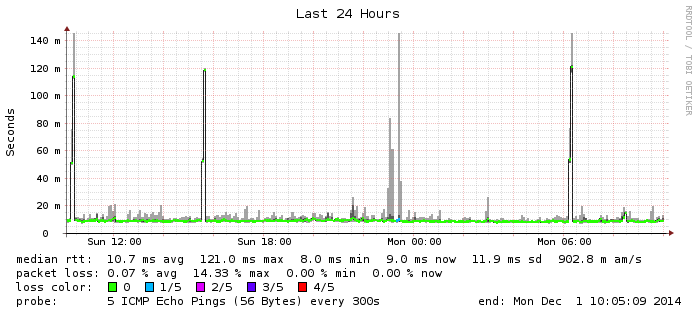 Last 24 Hours
RRDTOOL / TOBI OETIKER
Seconds
140 m
120 m
100 m
80 m
60 m
40 m
20 m
0
Sun 12:00 Sun 18:00 Mon 00:00 Mon 06:00
median rtt: 10.7 ms avg 121.0 ms max 8.0 ms min 9.0 ms now 11.9 ms sd 902.8 m am/s
packet loss: 0.07 % avg 14.33 % max 0.00 % min 0.00 % now
loss color: 0 1/5 2/5 3/5 4/5
probe: 5 ICMP Echo Pings (56 Bytes) every 300s end: Mon Dec 1 10:05:09 2014